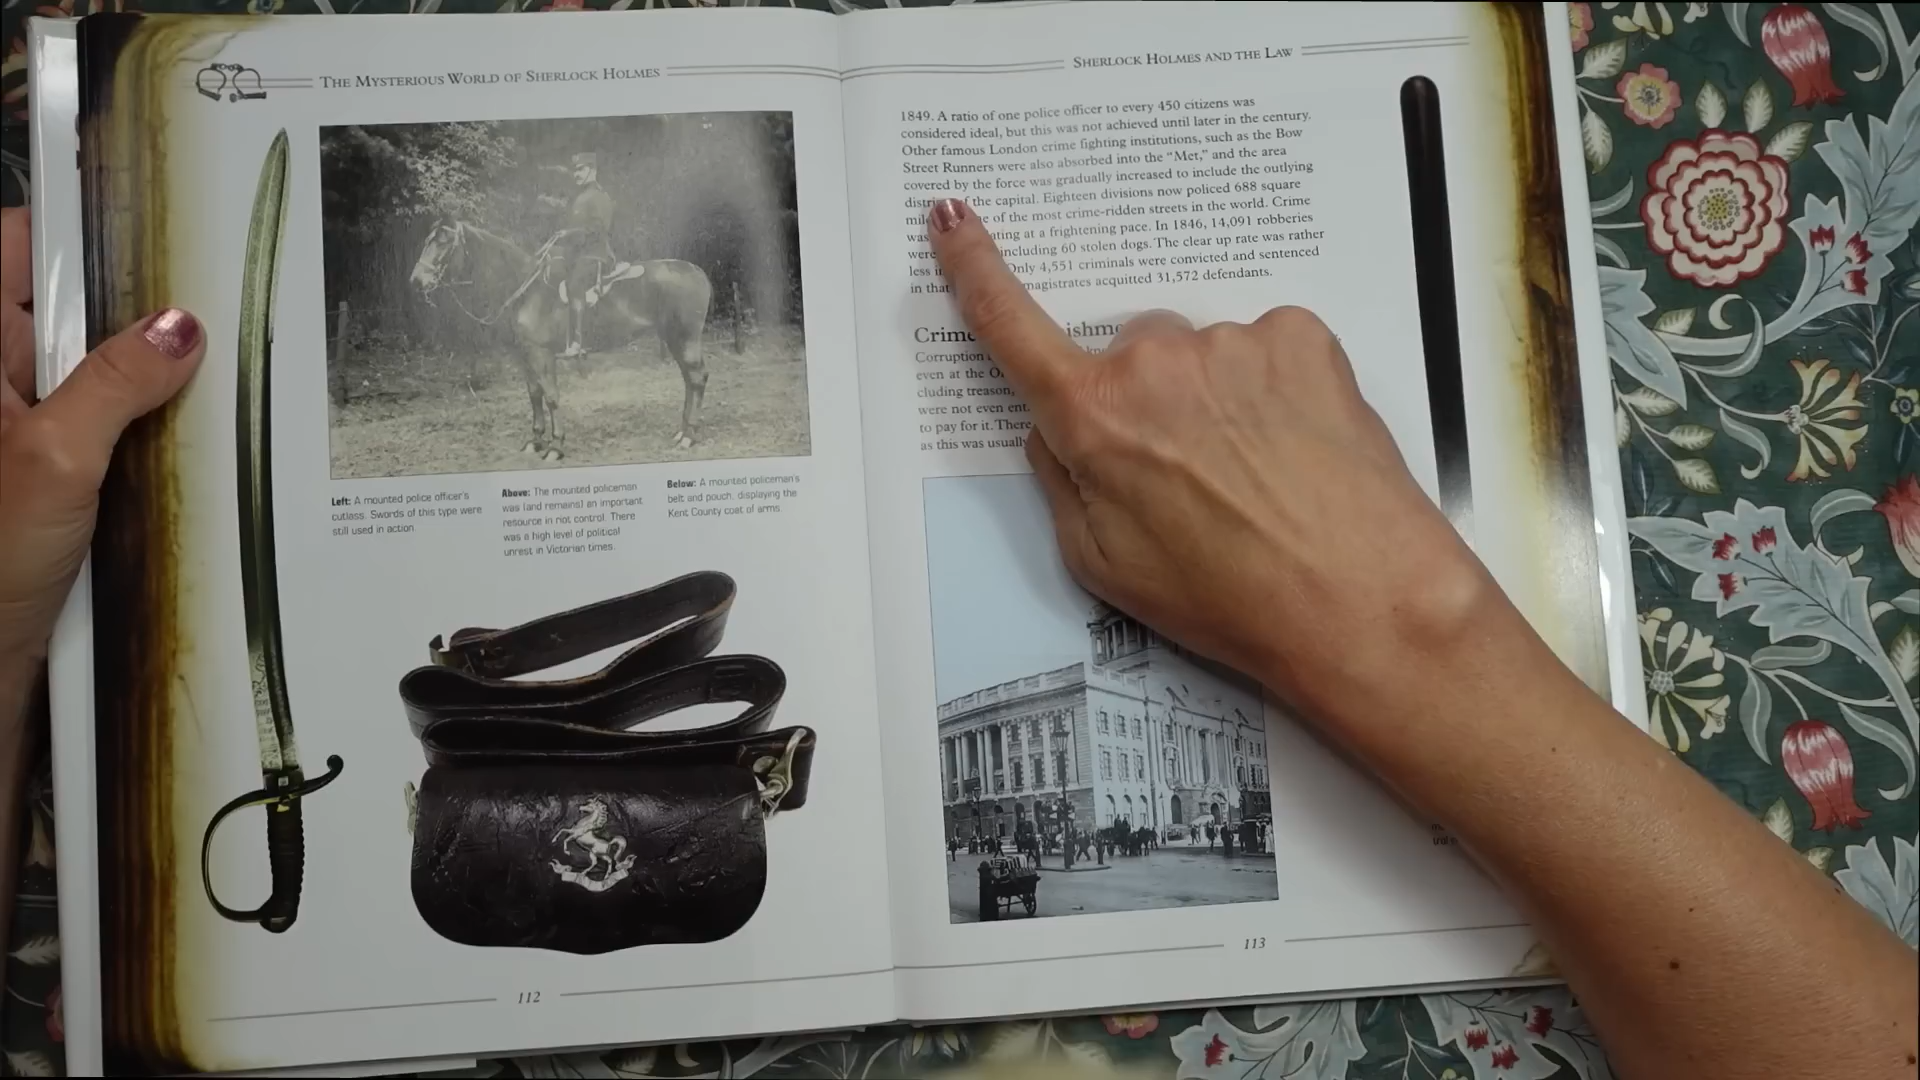 THE MYSTERIOUS WORLD OF SHERLOCK HOLMES
Left: A mounted police officer's
cutlass. Swords of this type were
still used in action.
Above: The mounted policeman
was (and remains) an important
resource in riot control. There
was a high level of political
unrest in Victorian times.
Below: A mounted policeman's
belt and pouch, displaying the
Kent County coat of arms.
112
SHERLOCK HOLMES AND THE LAW
1849. A ratio of one police officer to every 450 citizens was
considered ideal, but this was not achieved until later in the century.
Other famous London crime fighting institutions, such as the Bow
Street Runners were also absorbed into the “Met,” and the area
covered by the force was gradually increased to include the outlying
of the capital. Eighteen divisions now policed 688 square
of the most crime-ridden streets in the world. Crime
was at a frightening pace. In 1846, 14,091 robberies
were including 60 stolen dogs. The clear up rate was rather
less Only 4,551 criminals were convicted and sentenced
in that magistrates acquitted 31,572 defendants.
Crime
Corruption
even at the
cluding treason,
were not even
to pay for it. There
as this was usually
113